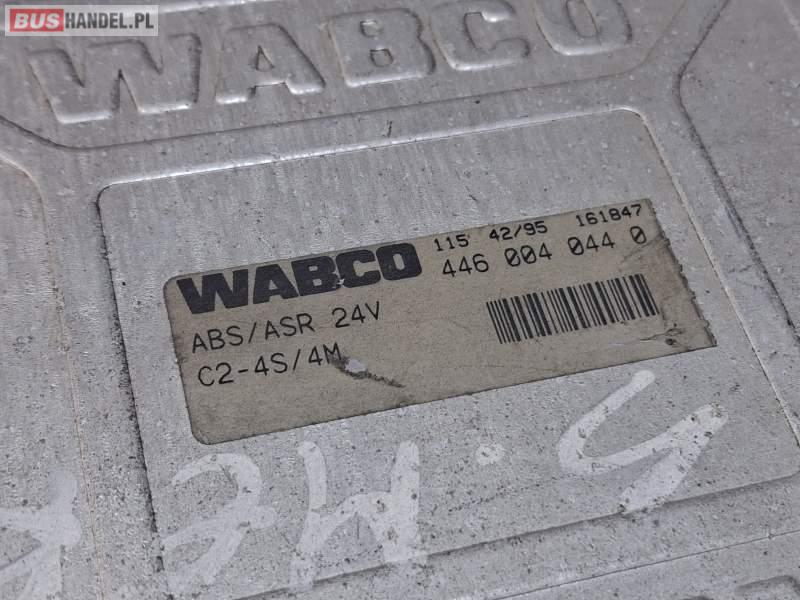 BUSHANDEL.PL
WABCO
WABCO 115 42/95 161847
446 004 044 0
ABS/ASR 24V
C2-4S/4M